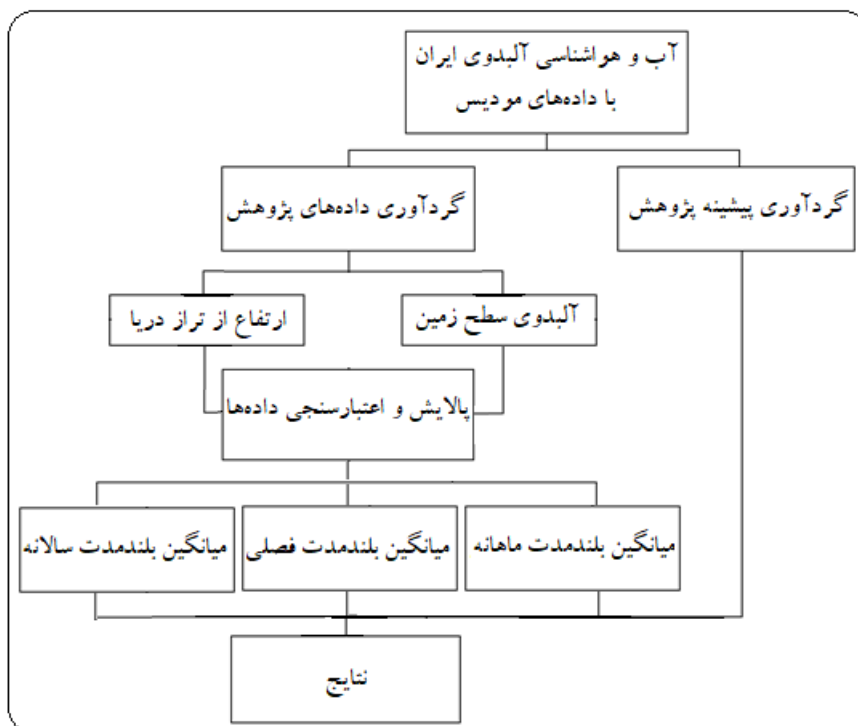 آب و هواشناسی آلبدوی ایران
با داده‌های مودیس
گردآوری پیشینه پژوهش
گردآوری داده‌های پژوهش
آلبدوی سطح زمین
ارتفاع از تراز دریا
پالایش و اعتبارسنجی داده‌ها
میانگین بلندمدت ماهانه
میانگین بلندمدت فصلی
میانگین بلندمدت سالانه
نتایج